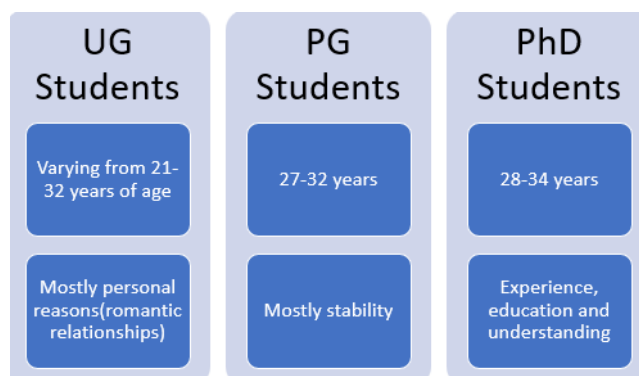 UG
Students
Varying from 21-
32 years of age
Mostly personal
reasons(romantic
relationships)
PG
Students
27-32 years
Mostly stability
PhD
Students
28-34 years
Experience,
education and
understanding